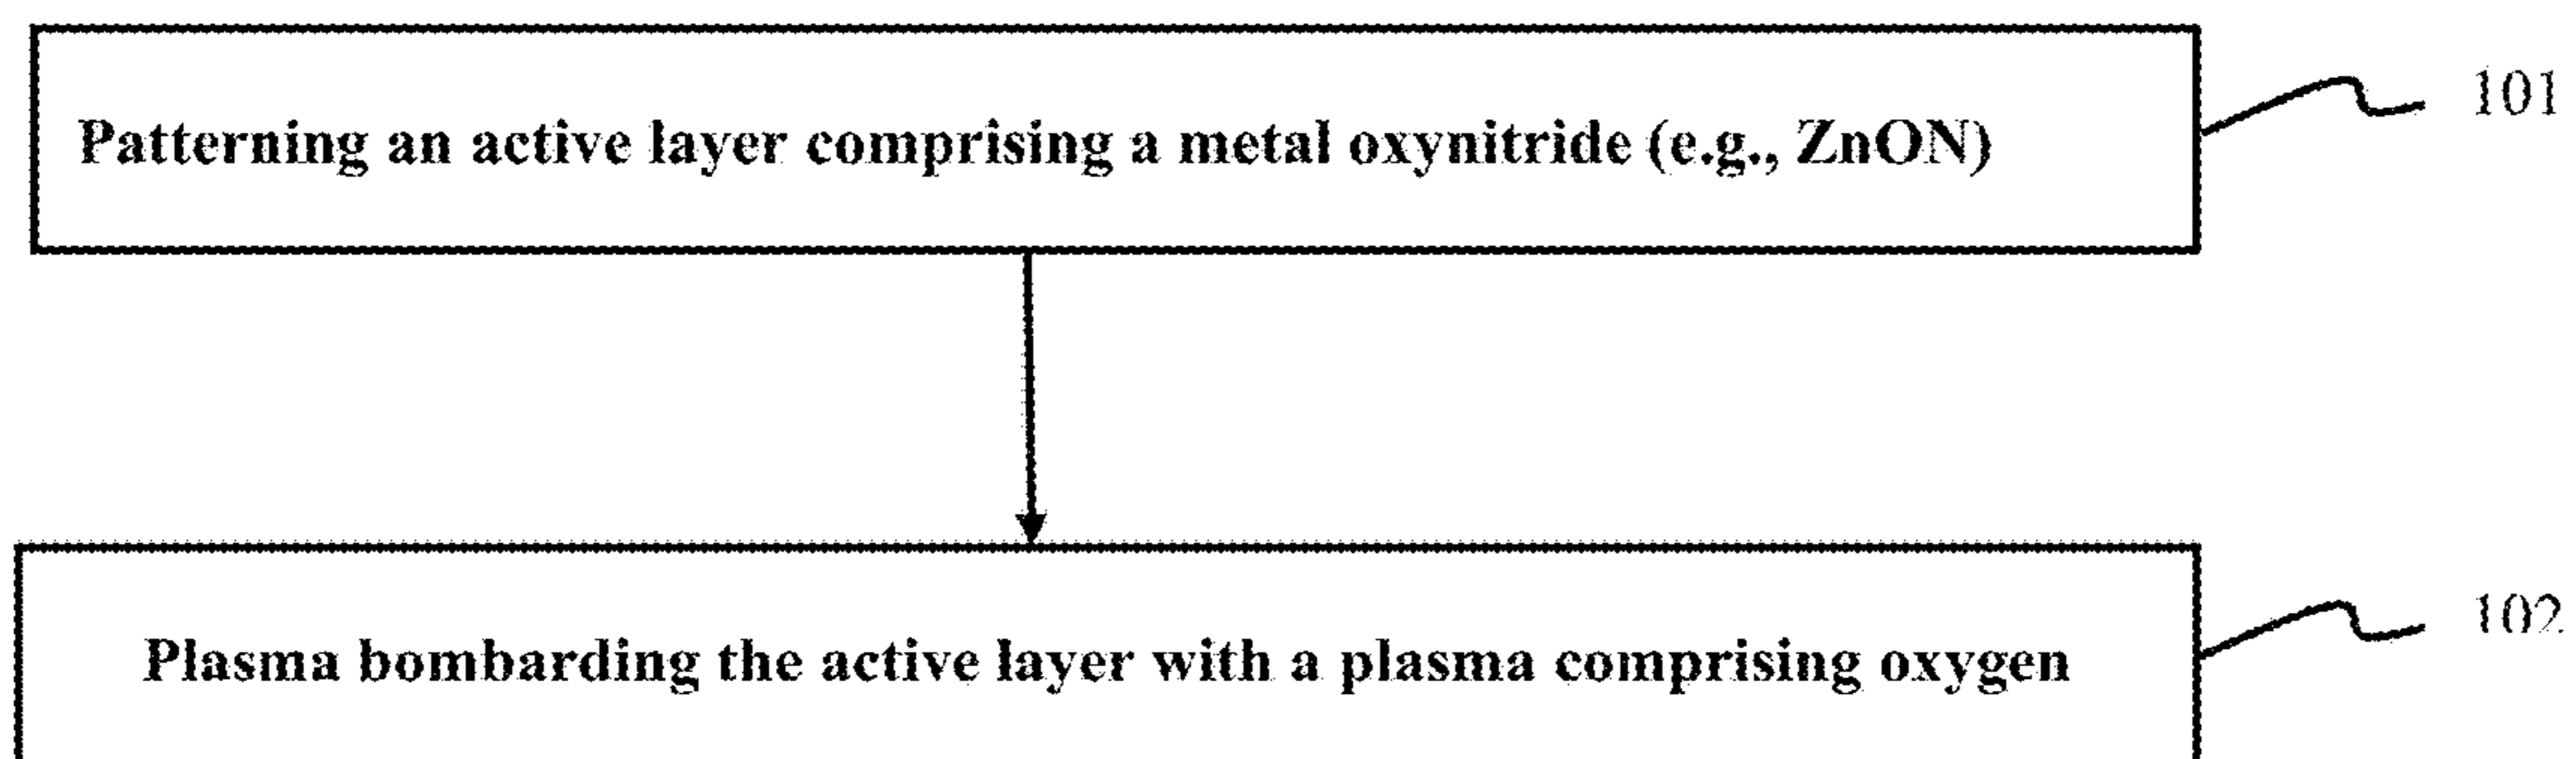 Patterning an active layer comprising a metal oxynitride (e.g., ZnON)
101
Plasma bombarding the active layer with a plasma comprising oxygen
102